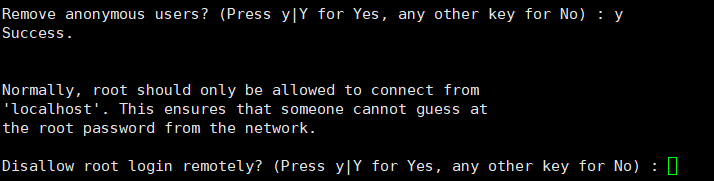 Remove anonymous users? (Press y|Y for Yes, any other key for No) : y
Success.
Normally, root should only be allowed to connect from
'localhost'. This ensures that someone cannot guess at
the root password from the network.
Disallow root login remotely? (Press y|Y for Yes, any other key for No) :